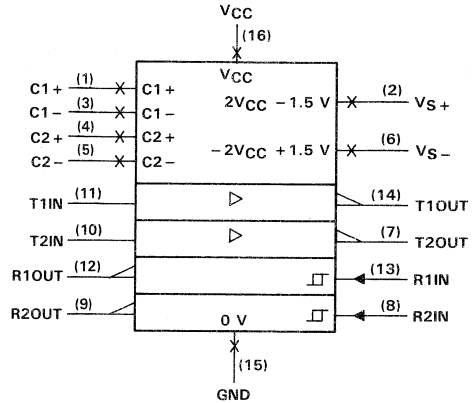 VCC
(16)
C1+ (1) C1+ VCC
C1− (3) C1− 2VCC −1.5 V (2) VS+
C2+ (4) C2+
C2− (5) C2− −2VCC +1.5 V (6) VS−
T1IN (11) (14) T1OUT
T2IN (10) (7) T2OUT
R1OUT (12) (13) R1IN
R2OUT (9) (8) R2IN
0 V
(15)
GND